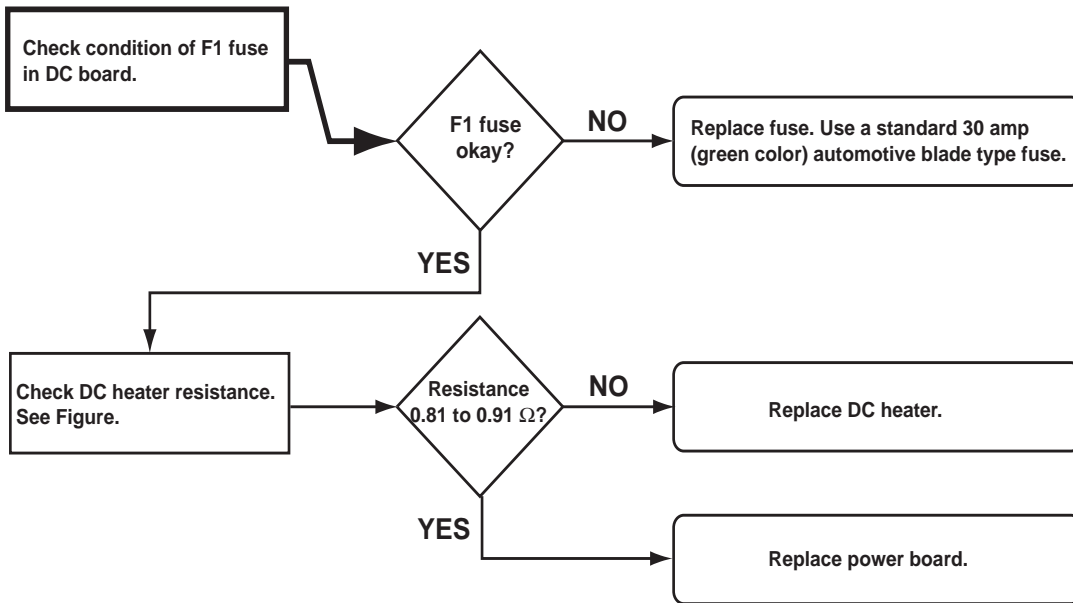 Check condition of F1 fuse
in DC board.
F1 fuse
okay?
NO
Replace fuse. Use a standard 30 amp
(green color) automotive blade type fuse.
YES
Check DC heater resistance.
See Figure.
Resistance
0.81 to 0.91 Ω?
NO
Replace DC heater.
YES
Replace power board.